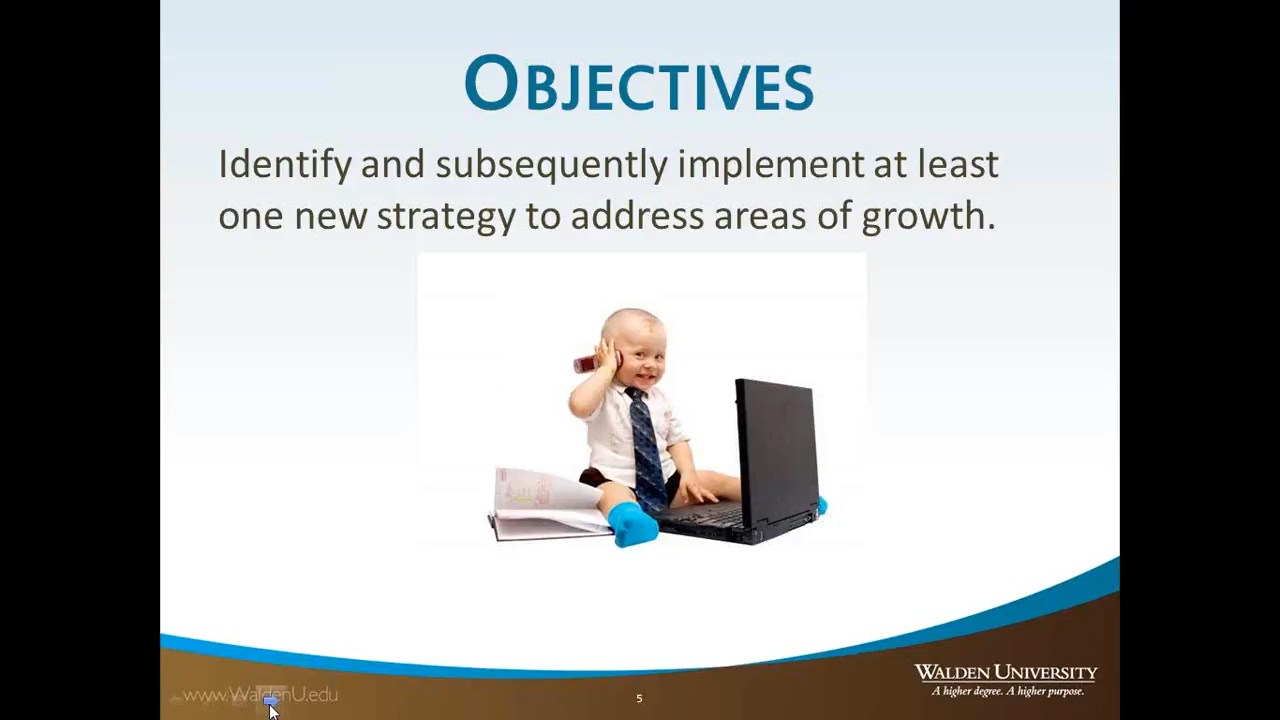 OBJECTIVES
Identify and subsequently implement at least
one new strategy to address areas of growth.
www.WaldenU.edu
5
WALDEN UNIVERSITY
A higher degree. A higher purpose.